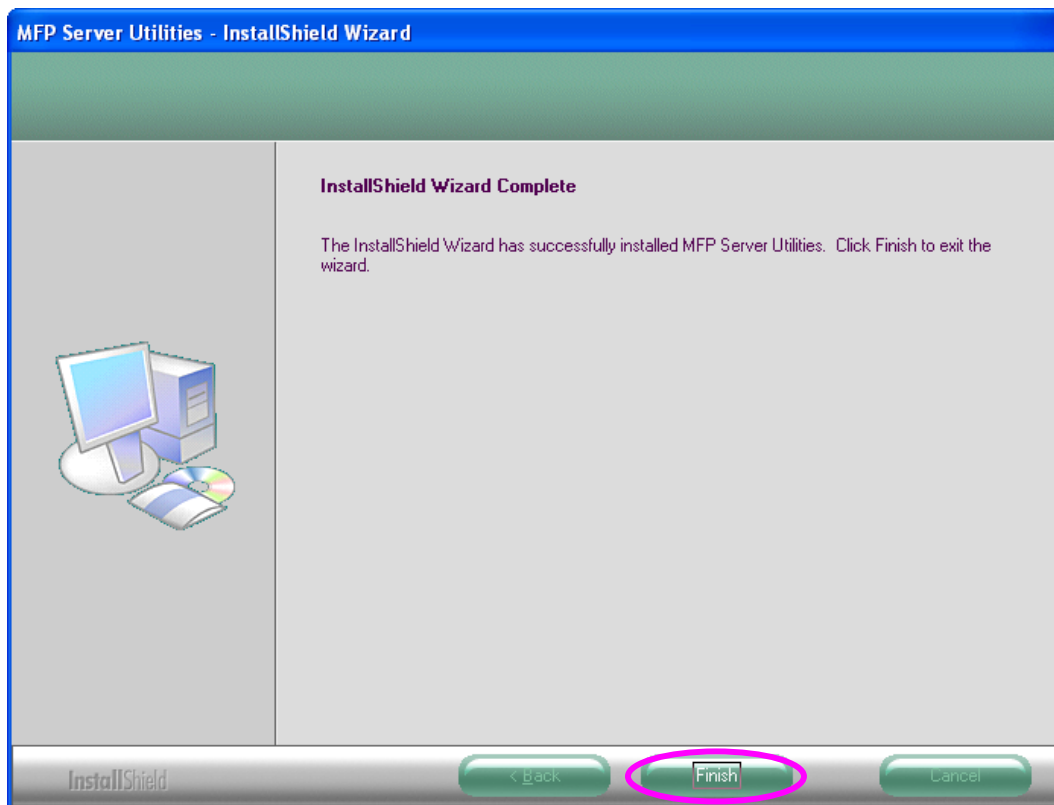 MFP Server Utilities - InstallShield Wizard
InstallShield Wizard Complete
The InstallShield Wizard has successfully installed MFP Server Utilities. Click Finish to exit the
wizard.
InstallShield
< Back
Finish
Cancel